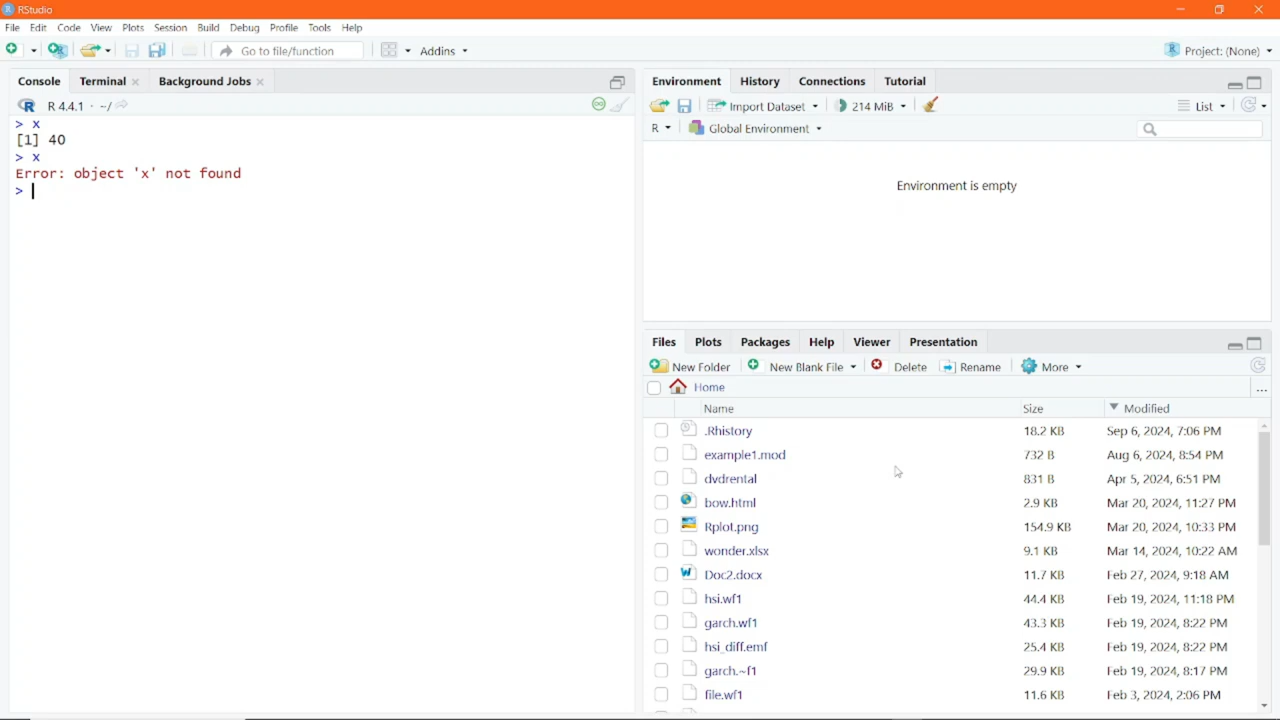 RStudio
File Edit Code View Plots Session Build Debug Profile Tools Help
Go to file/function Addins Project: (None)
Console Terminal Background Jobs
R 4.4.1 · ~/
> x
[1] 40
> x
Error: object 'x' not found
>
Environment History Connections Tutorial
Import Dataset 214 MiB List
R Global Environment
Environment is empty
Files Plots Packages Help Viewer Presentation
New Folder New Blank File Delete Rename More
Home ...
Name Size Modified
.Rhistory 18.2 KB Sep 6, 2024, 7:06 PM
example1.mod 732 B Aug 6, 2024, 8:54 PM
dvdrental 831 B Apr 5, 2024, 6:51 PM
bow.html 2.9 KB Mar 20, 2024, 11:27 PM
Rplot.png 154.9 KB Mar 20, 2024, 10:33 PM
wonder.xlsx 9.1 KB Mar 14, 2024, 10:22 AM
Doc2.docx 11.7 KB Feb 27, 2024, 9:18 AM
hsi.wf1 44.4 KB Feb 19, 2024, 11:18 PM
garch.wf1 43.3 KB Feb 19, 2024, 8:22 PM
hsi_diff.emf 25.4 KB Feb 19, 2024, 8:22 PM
garch.~f1 29.9 KB Feb 19, 2024, 8:17 PM
file.wf1 11.6 KB Feb 3, 2024, 2:06 PM